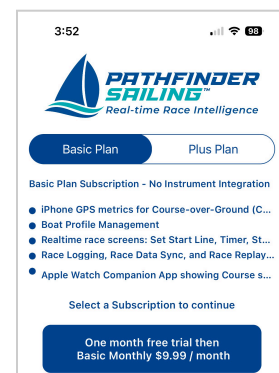 3:52
98
PATHFINDER
SAILING™
Real-time Race Intelligence
Basic Plan
Plus Plan
Basic Plan Subscription - No Instrument Integration
iPhone GPS metrics for Course-over-Ground (C...
Boat Profile Management
Realtime race screens: Set Start Line, Timer, St...
Race Logging, Race Data Sync, and Race Replay...
Apple Watch Companion App showing Course s...
Select a Subscription to continue
One month free trial then
Basic Monthly $9.99 / month